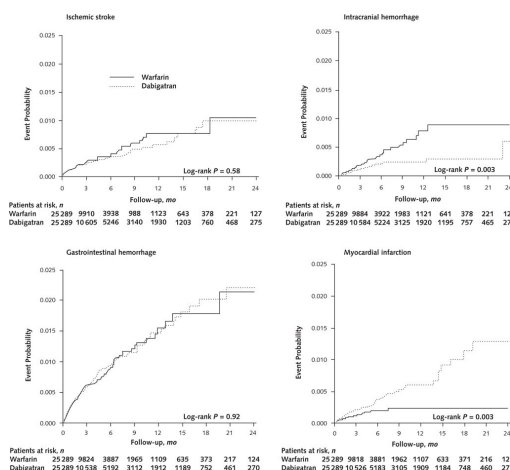 Ischemic stroke
0.025
0.020
0.015
0.010
0.005
0.000
Event Probability
Warfarin
Dabigatran
Log-rank P = 0.58
0 3 6 9 12 15 18 21 24
Follow-up, mo
Patients at risk, n
Warfarin 25 289 9910 3938 988 1123 643 378 221 127
Dabigatran 25 289 10 605 5246 3140 1930 1203 760 468 275
Intracranial hemorrhage
0.025
0.020
0.015
0.010
0.005
0.000
Event Probability
Log-rank P = 0.003
0 3 6 9 12 15 18 21 24
Follow-up, mo
Patients at risk, n
Warfarin 25 289 9884 3922 1983 1121 641 378 221 12
Dabigatran 25 289 10 584 5224 3125 1920 1195 757 465 27
Gastrointestinal hemorrhage
0.025
0.020
0.015
0.010
0.005
0.000
Event Probability
Log-rank P = 0.92
0 3 6 9 12 15 18 21 24
Follow-up, mo
Patients at risk, n
Warfarin 25 289 9824 3887 1965 1109 635 373 217 124
Dabigatran 25 289 10 538 5192 3112 1912 1189 752 461 270
Myocardial infarction
0.025
0.020
0.015
0.010
0.005
0.000
Event Probability
Log-rank P = 0.003
0 3 6 9 12 15 18 21 24
Follow-up, mo
Patients at risk, n
Warfarin 25 289 9818 3881 1962 1107 633 371 216 12
Dabigatran 25 289 10 526 5183 3105 1909 1184 748 460 27